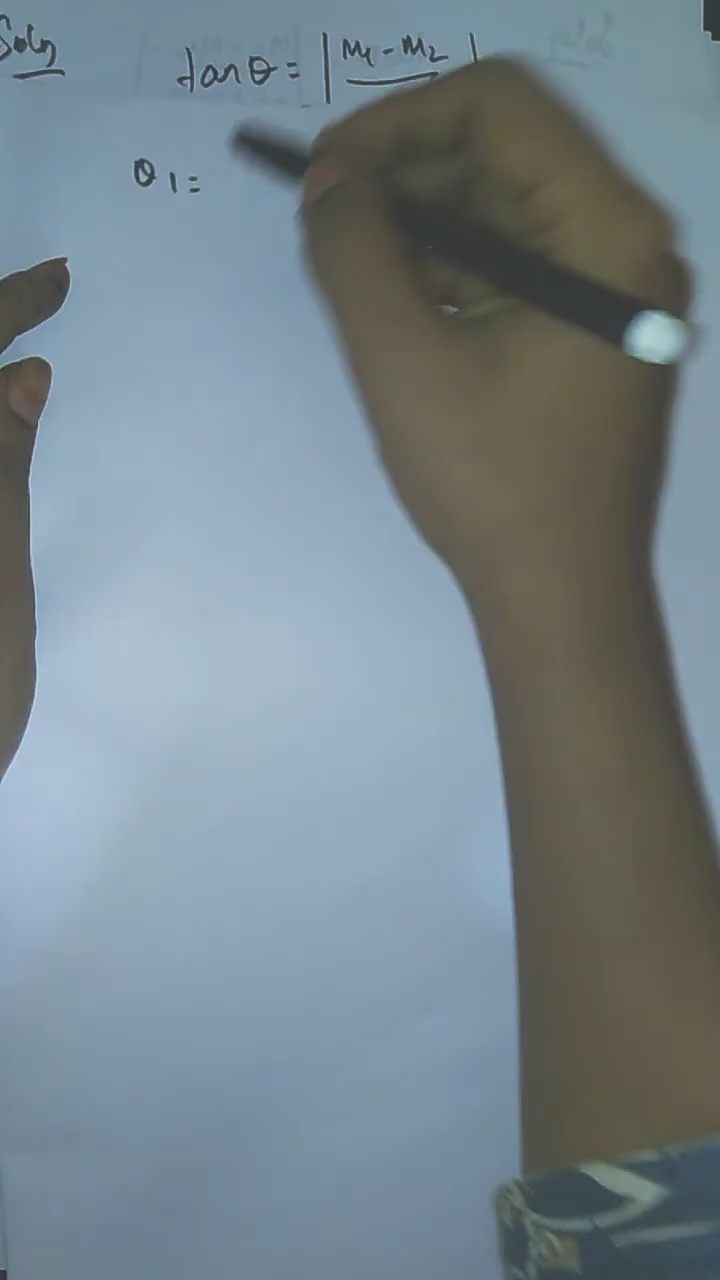 Soln
tanθ = | m1 - m2 |
θ1 =